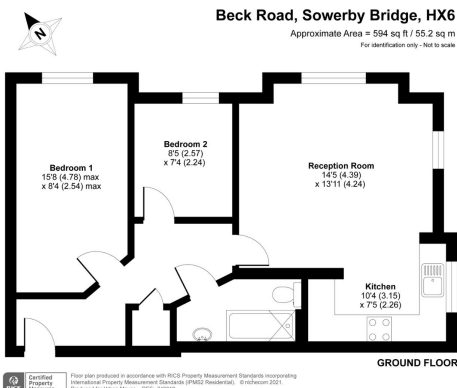 Beck Road, Sowerby Bridge, HX6
Approximate Area = 594 sq ft / 55.2 sq m
For identification only - Not to scale
Bedroom 1
15'8 (4.78) max
x 8'4 (2.54) max
Bedroom 2
8'5 (2.57)
x 7'4 (2.24)
Reception Room
14'5 (4.39)
x 13'11 (4.24)
Kitchen
10'4 (3.15)
x 7'5 (2.26)
GROUND FLOOR
RICS
Certified
Property
Floor plan produced in accordance with RICS Property Measurement Standards incorporating
International Property Measurement Standards (IPMS2 Residential). © nichecom 2021.